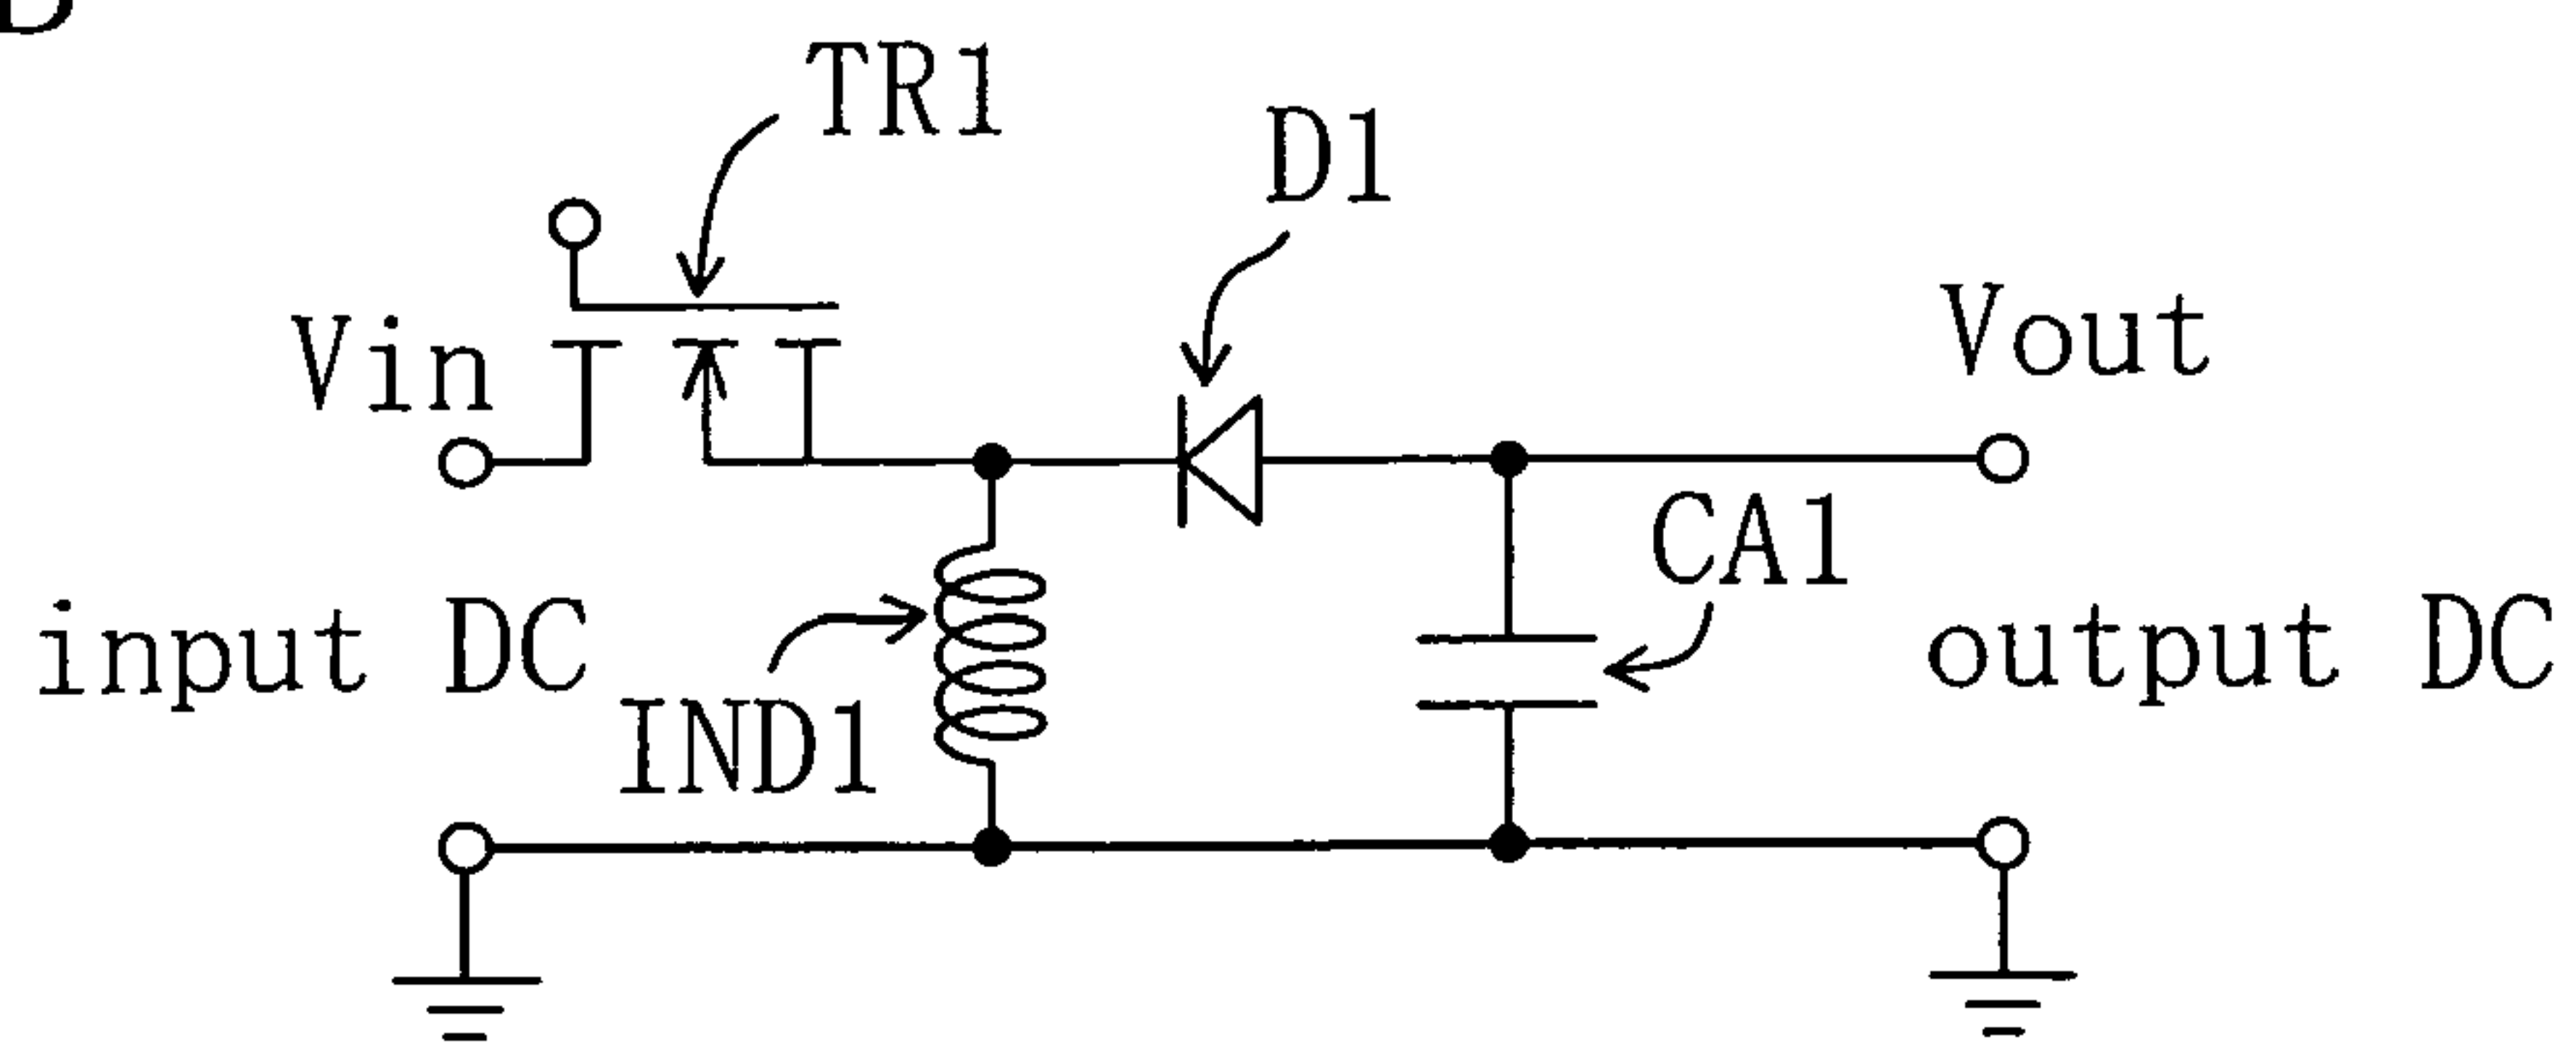 TR1
D1
Vin
Vout
CA1
input DC
output DC
IND1